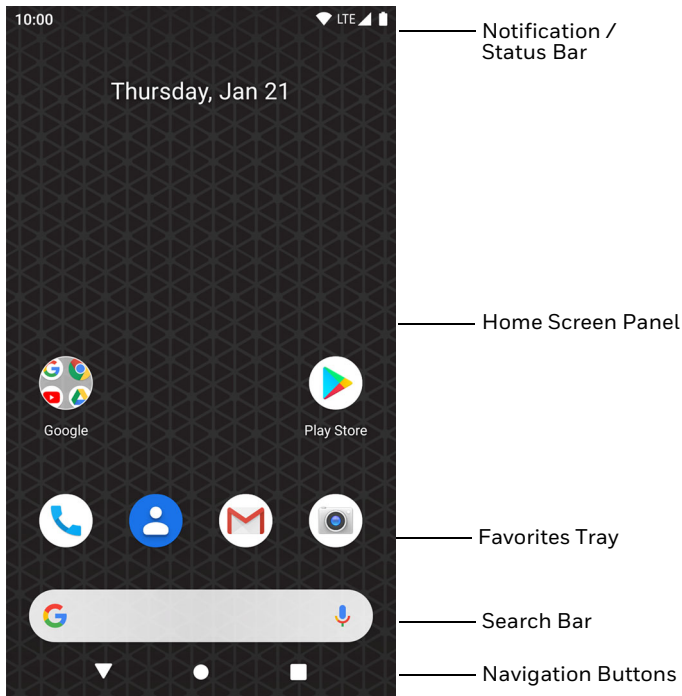 10:00
LTE
Notification /
Status Bar
Thursday, Jan 21
Home Screen Panel
Google
Play Store
Favorites Tray
Search Bar
Navigation Buttons